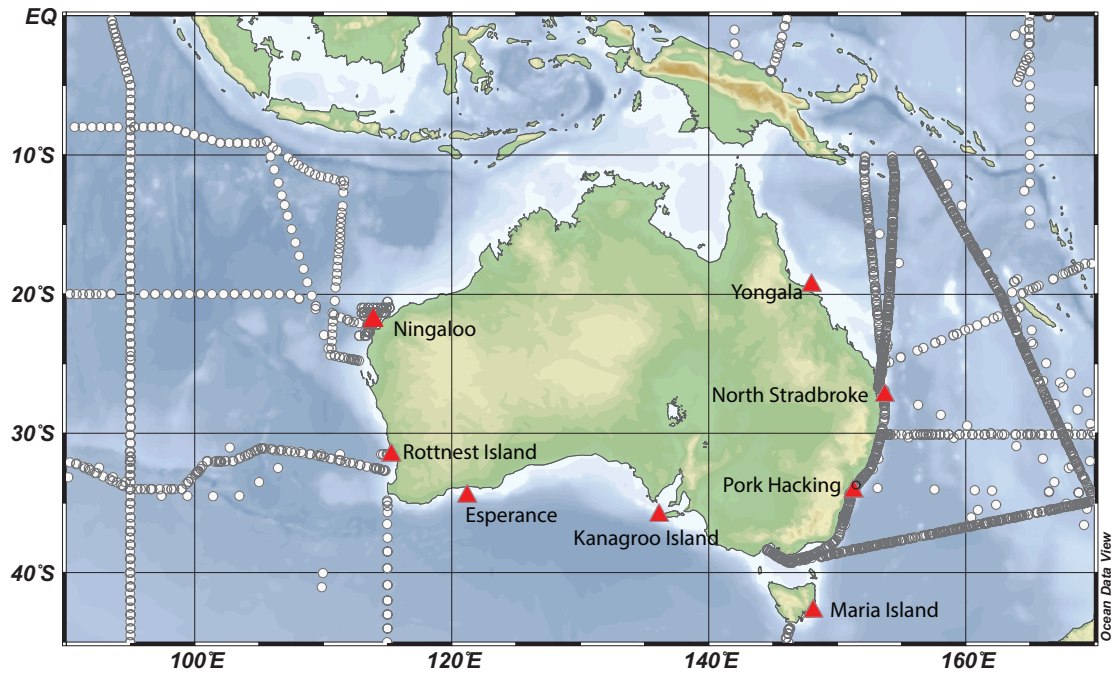 EQ
10˚S
Yongala
20˚S
Ningaloo
North Stradbroke
30˚S
Rottnest Island
Pork Hacking
Esperance
Kanagroo Island
40˚S
Maria Island
Ocean Data View
100˚E
120˚E
140˚E
160˚E